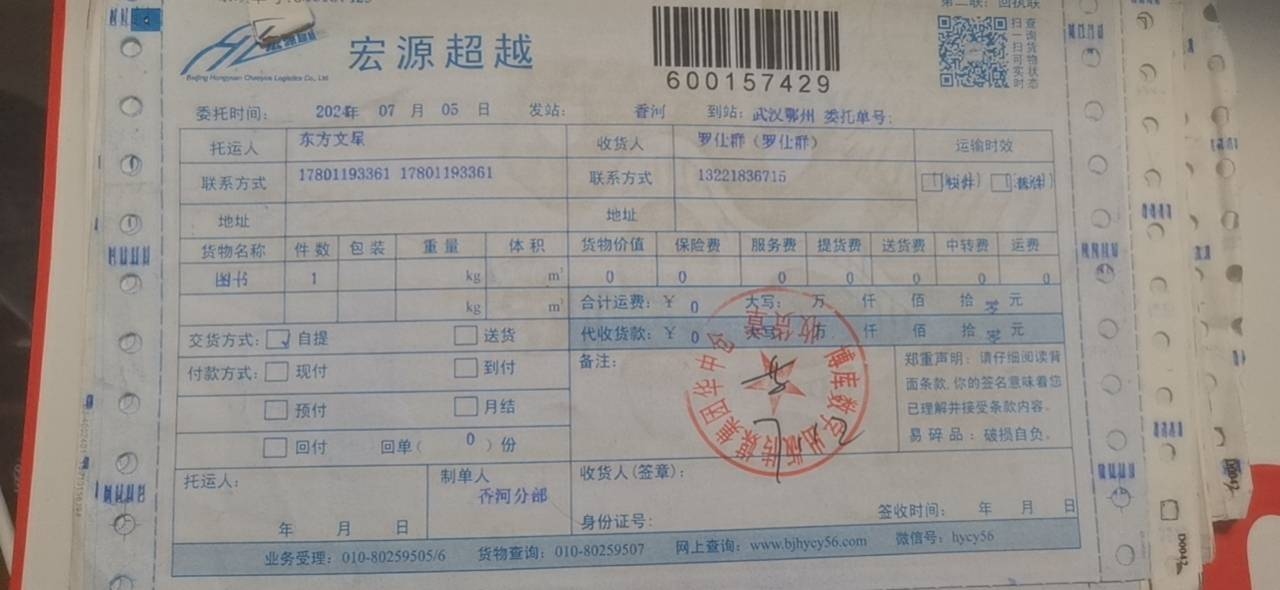 第二联：回执联
宏源超越
Beijing Hongyuan Chaoyue Logistics Co., Ltd
600157429
扫一扫可实时
查询货物状态
委托时间： 2024年 07 月 05 日 发站： 香河 到站： 武汉鄂州 委托单号：
托运人 东方文星 收货人 罗仕群（罗仕群） 运输时效
联系方式 17801193361 17801193361 联系方式 13221836715
地址 地址
货物名称 件数 包装 重量 体积 货物价值 保险费 服务费 提货费 送货费 中转费 运费
图书 1 kg m³ 0 0 0 0 0 0 0
kg m³ 合计运费：￥ 0 大写： 万 仟 佰 拾 零 元
代收货款：￥ 0 大写： 万 仟 佰 拾 零 元
交货方式： 自提 送货
付款方式： 现付 到付
预付 月结
回付 回单（ 0 ）份
备注：
郑重声明：请仔细阅读背
面条款，你的签名意味着您
已理解并接受条款内容。
易碎品：破损自负。
托运人： 制单人 收货人(签章)：
香河分部
年 月 日 身份证号： 签收时间： 年 月 日
业务受理：010-80259505/6 货物查询：010-80259507 网上查询：www.bjhycy56.com 微信号：hycy56
D0042
D0042